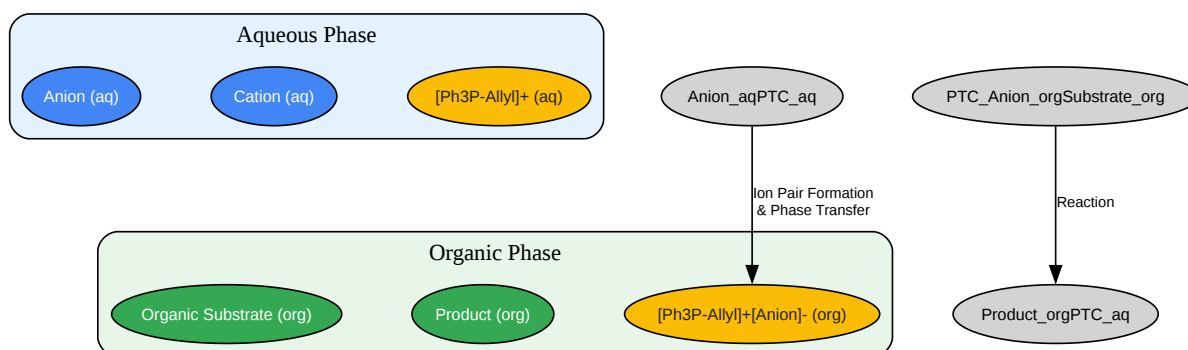 Aqueous Phase
Anion (aq)
Cation (aq)
[Ph3P-Allyl]+ (aq)
Anion_aqPTC_aq
PTC_Anion_orgSubstrate_org
Ion Pair Formation
& Phase Transfer
Reaction
Organic Phase
Organic Substrate (org)
Product (org)
[Ph3P-Allyl]+[Anion]- (org)
Product_orgPTC_aq